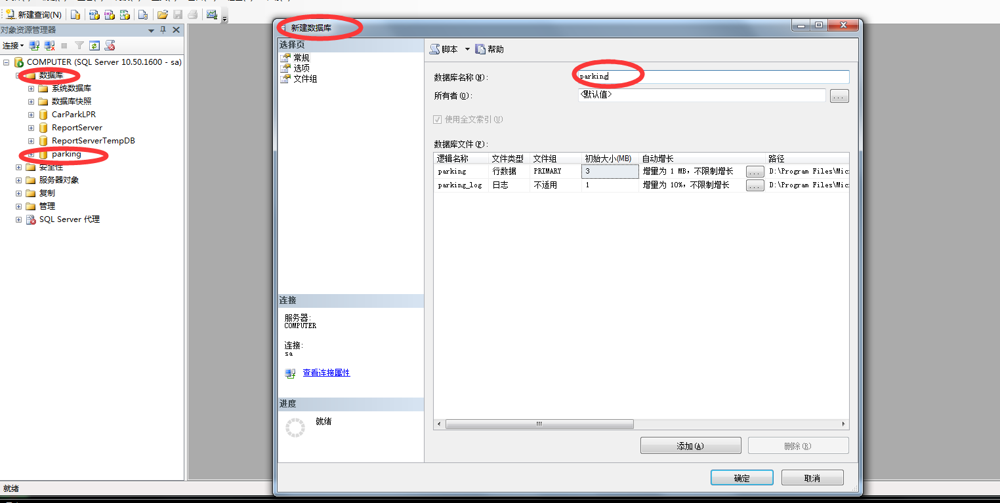 新建查询(N)
对象资源管理器
连接
COMPUTER (SQL Server 10.50.1600 - sa)
数据库
系统数据库
数据库快照
CarParkLPR
ReportServer
ReportServerTempDB
parking
安全性
服务器对象
复制
管理
SQL Server 代理
就绪
新建数据库
选择页
常规
选项
文件组
连接
服务器:
COMPUTER
连接:
sa
查看连接属性
进度
就绪
脚本 帮助
数据库名称(N): parking
所有者(O): <默认值> ...
使用全文索引(U)
数据库文件(F):
逻辑名称 文件类型 文件组 初始大小(MB) 自动增长 路径
parking 行数据 PRIMARY 3 增量为 1 MB，不限制增长 ... D:\Program Files\Mic
parking_log 日志 不适用 1 增量为 10%，不限制增长 ... D:\Program Files\Mic
添加(A) 删除(R)
确定 取消